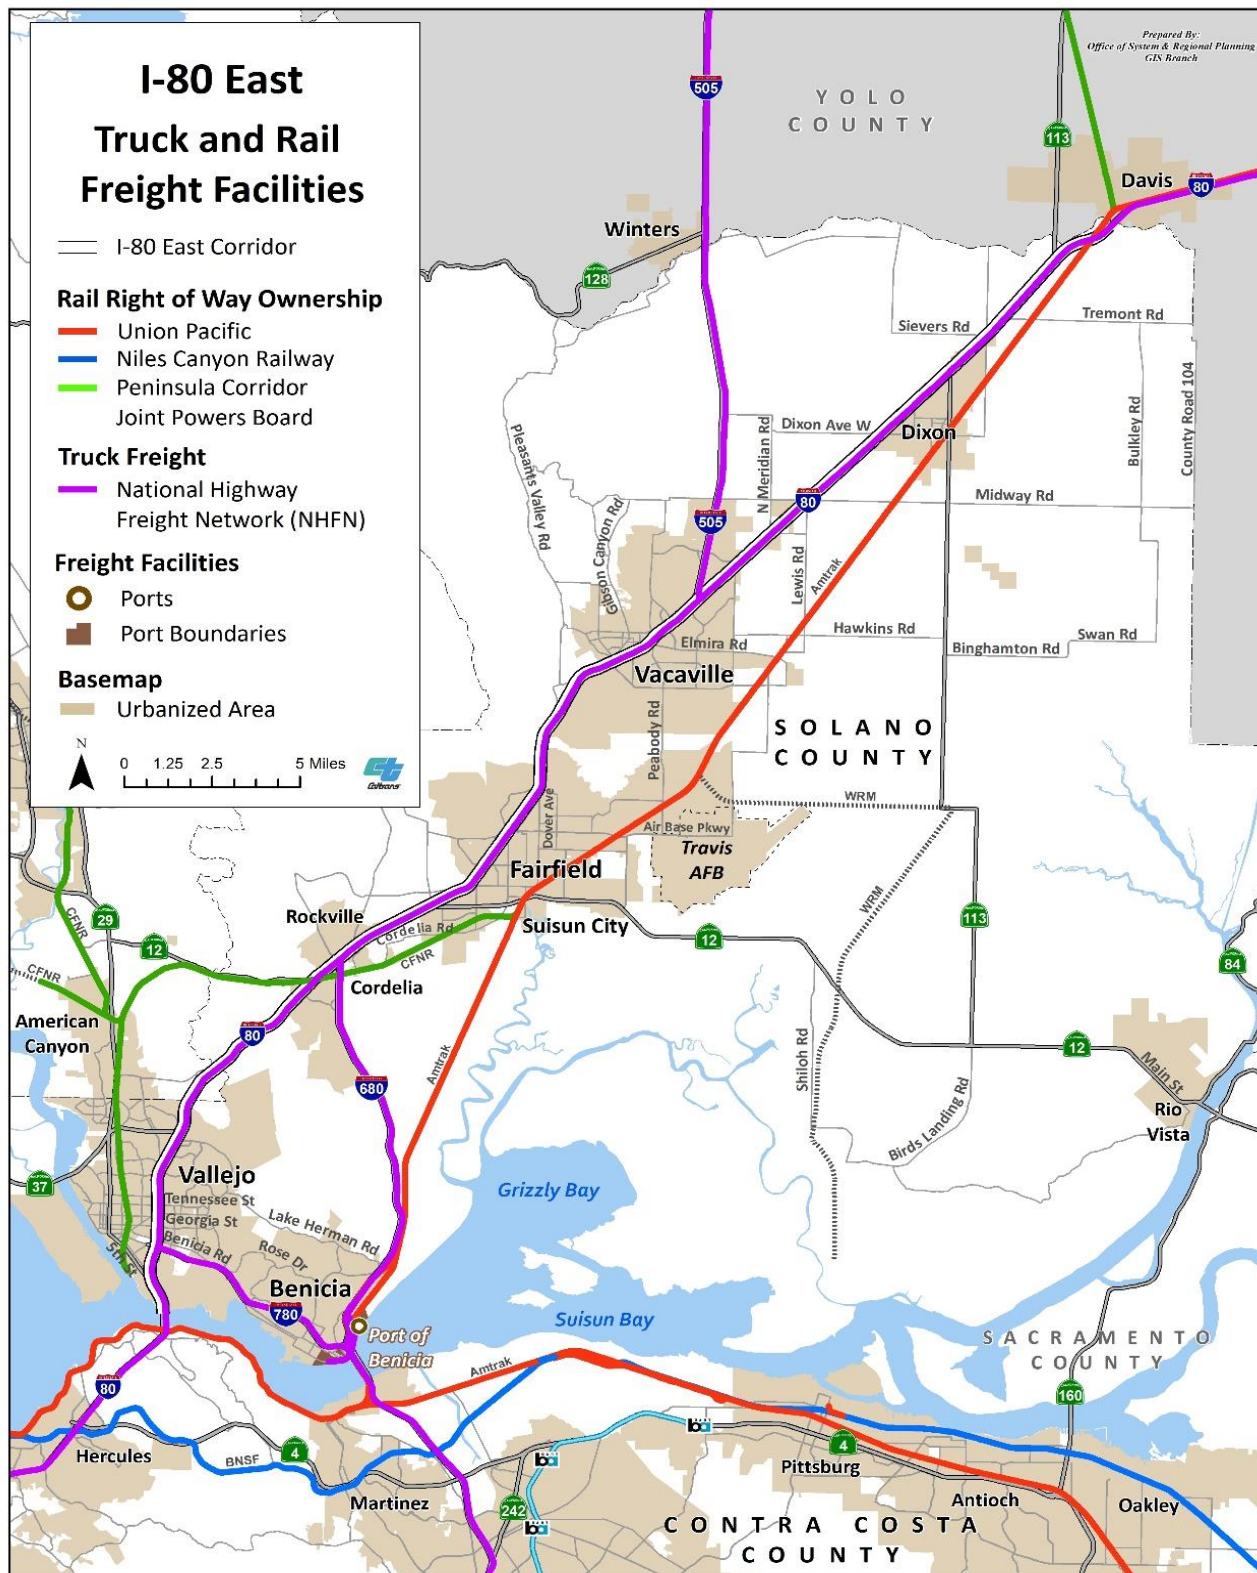 I-80 East
Truck and Rail
Freight Facilities
I-80 East Corridor
Rail Right of Way Ownership
Union Pacific
Niles Canyon Railway
Peninsula Corridor
Joint Powers Board
Truck Freight
National Highway
Freight Network (NHFN)
Freight Facilities
Ports
Port Boundaries
Basemap
Urbanized Area
N
0 1.25 2.5 5 Miles
Caltrans
Prepared By:
Office of System & Regional Planning
GIS Branch
505
YOLO
COUNTY
113
Davis
80
Winters
128
Sievers Rd
Tremont Rd
County Road 104
Bulkley Rd
Pleasants Valley Rd
N Meridian Rd
Dixon Ave W
Dixon
Midway Rd
80
505
Gibson Canyon Rd
Lewis Rd
Amtrak
Hawkins Rd
Swan Rd
Binghamton Rd
Elmira Rd
Vacaville
Peabody Rd
SOLANO
COUNTY
WRM
Dover Ave
Air Base Pkwy
Travis
AFB
Fairfield
WRM
Rockville
Cordelia Rd
Suisun City
CFNR
12
113
84
CFNR
29
12
CFNR
Cordelia
American
Canyon
80
680
Amtrak
Shiloh Rd
12
Main St
Rio
Vista
Birds Landing Rd
37
Vallejo
Tennessee St
Georgia St
Benicia Rd
Lake Herman Rd
Rose Dr
5th St
Grizzly Bay
Benicia
780
Port of
Benicia
Suisun Bay
SACRAMENTO
COUNTY
Amtrak
80
160
Hercules
4
BNSF
Martinez
242
4
Pittsburg
Antioch
Oakley
CONTRA COSTA
COUNTY